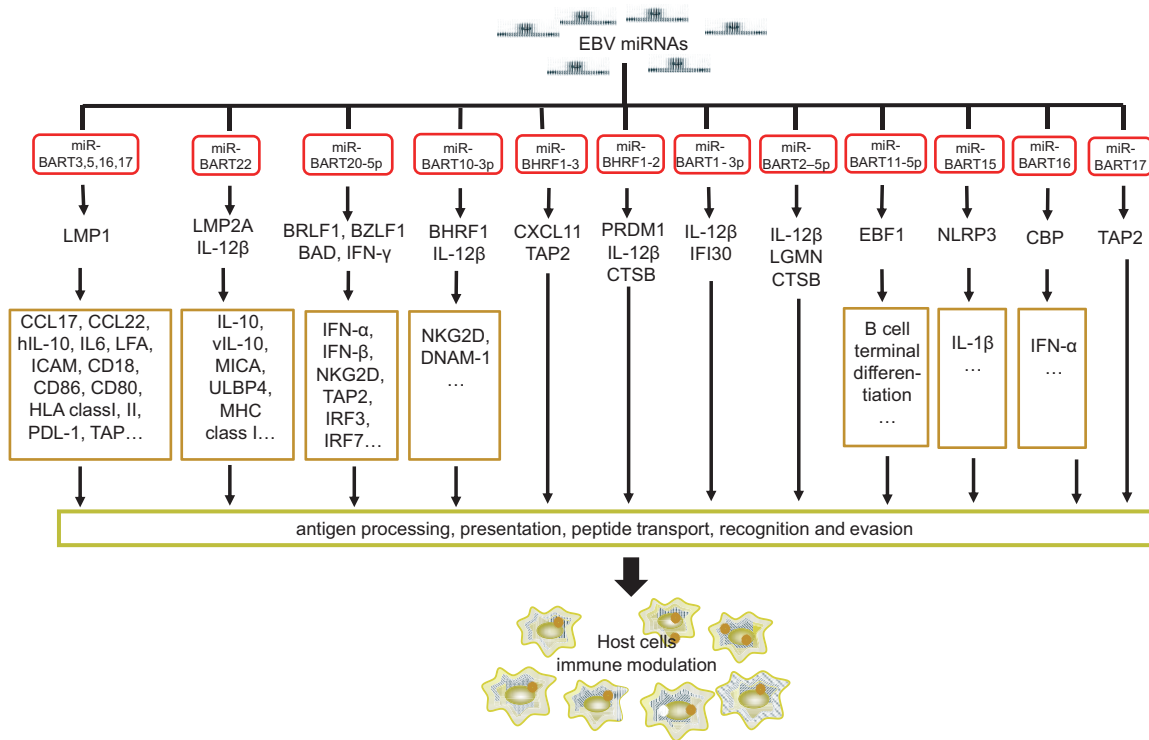 EBV miRNAs
miR-
BART3,5,16,17
miR-
BART22
miR-
BART20-5p
miR-
BART10-3p
miR-
BHRF1-3
miR-
BHRF1-2
miR-
BART1-3p
miR-
BART2–5p
miR-
BART11-5p
miR-
BART15
miR-
BART16
miR-
BART17
LMP1
LMP2A
IL-12β
BRLF1, BZLF1
BAD, IFN-γ
BHRF1
IL-12β
CXCL11
TAP2
PRDM1
IL-12β
CTSB
IL-12β
IFI30
IL-12β
LGMN
CTSB
EBF1
NLRP3
CBP
TAP2
CCL17, CCL22,
hIL-10, IL6, LFA,
ICAM, CD18,
CD86, CD80,
HLA classI, II,
PDL-1, TAP…
IL-10,
vIL-10,
MICA,
ULBP4,
MHC
class I…
IFN-α,
IFN-β,
NKG2D,
TAP2,
IRF3,
IRF7…
NKG2D,
DNAM-1
…
B cell
terminal
differen-
tiation
…
IL-1β
…
IFN-α
…
antigen processing, presentation, peptide transport, recognition and evasion
Host cells
immune modulation